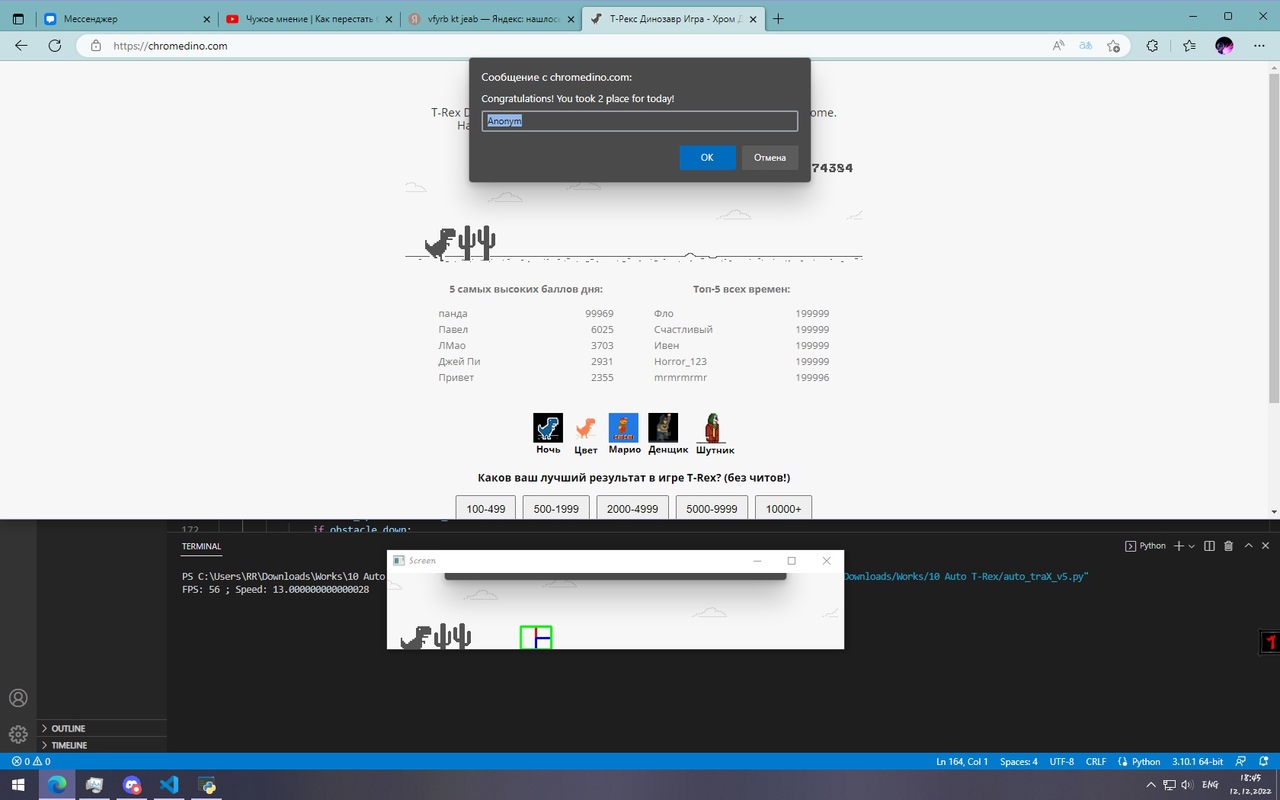 Мессенджер
Чужое мнение | Как перестать
vfyrb kt jeab — Яндекс: нашлос
Т-Рекс Динозавр Игра - Хром Д
https://chromedino.com
Сообщение с chromedino.com:
Congratulations! You took 2 place for today!
Anonym
OK
Отмена
T-Rex D
ome.
На
74384
5 самых высоких баллов дня:
Топ-5 всех времен:
панда 99969 Фло 199999
Павел 6025 Счастливый 199999
ЛМао 3703 Ивен 199999
Джей Пи 2931 Horror_123 199999
Привет 2355 mrmrmrmr 199996
Ночь Цвет Марио Денщик Шутник
Каков ваш лучший результат в игре T-Rex? (без читов!)
100-499 500-1999 2000-4999 5000-9999 10000+
172 if obstacle_down:
TERMINAL
Python
PS C:\Users\RR\Downloads\Works\10 Auto
Downloads/Works/10 Auto T-Rex/auto_traX_v5.py"
FPS: 56 ; Speed: 13.000000000000028
Screen
OUTLINE
TIMELINE
0 0
Ln 164, Col 1 Spaces: 4 UTF-8 CRLF Python 3.10.1 64-bit
ENG
18:45
12.12.2022